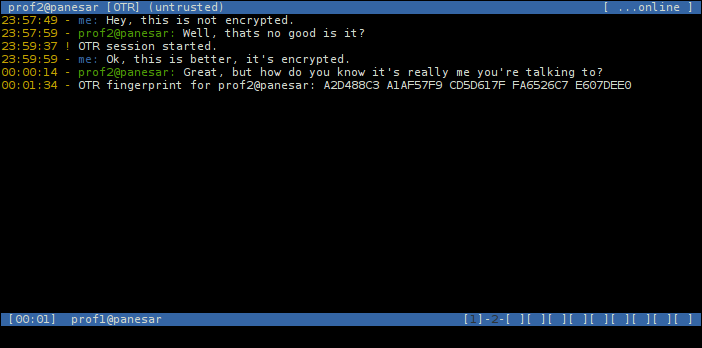 prof2@panesar [OTR] (untrusted) [ ...online ]
23:57:49 - me: Hey, this is not encrypted.
23:57:59 - prof2@panesar: Well, thats no good is it?
23:59:37 ! OTR session started.
23:59:59 - me: Ok, this is better, it's encrypted.
00:00:14 - prof2@panesar: Great, but how do you know it's really me you're talking to?
00:01:34 - OTR fingerprint for prof2@panesar: A2D488C3 A1AF57F9 CD5D617F FA6526C7 E607DEE0
[00:01] prof1@panesar [1]-2-[ ][ ][ ][ ][ ][ ][ ][ ]